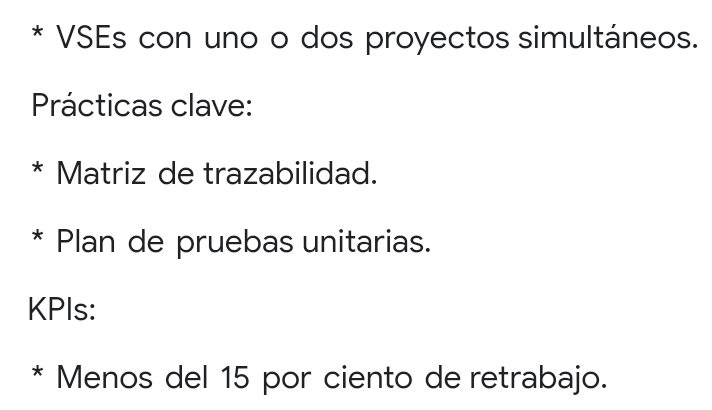 * VSEs con uno o dos proyectos simultáneos.
Prácticas clave:
* Matriz de trazabilidad.
* Plan de pruebas unitarias.
KPIs:
* Menos del 15 por ciento de retrabajo.